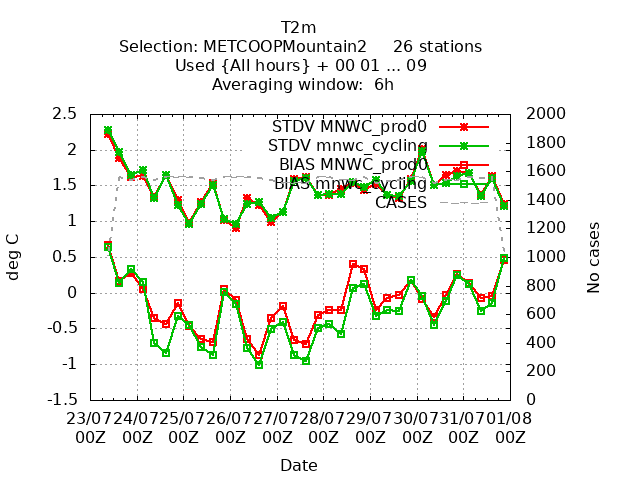 T2m
Selection: METCOOPMountain2 26 stations
Used {All hours} + 00 01 ... 09
Averaging window: 6h
STDV MNWC_prod0
STDV mnwc_cycling
BIAS MNWC_prod0
BIAS mnwc_cycling
CASES
2.5
2
1.5
1
0.5
0
-0.5
-1
-1.5
deg C
2000
1800
1600
1400
1200
1000
800
600
400
200
0
No cases
23/07 24/07 25/07 26/07 27/07 28/07 29/07 30/07 31/07 01/08
00Z 00Z 00Z 00Z 00Z 00Z 00Z 00Z 00Z 00Z
Date